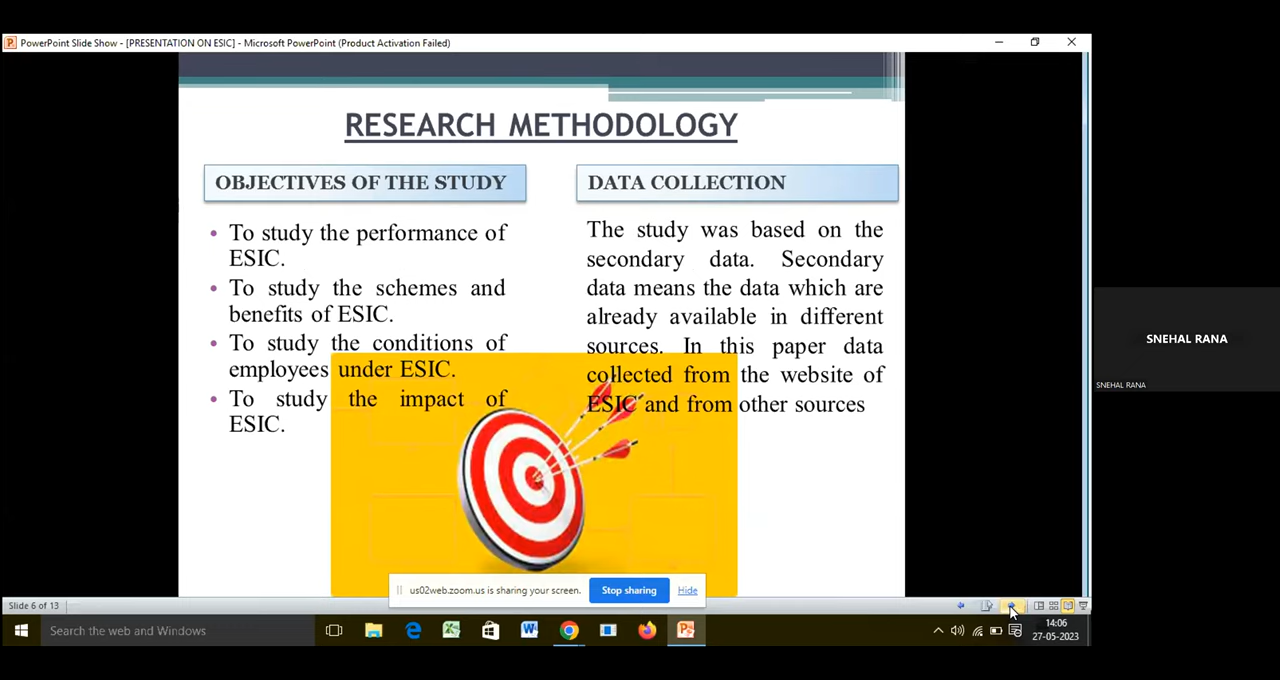 PowerPoint Slide Show - [PRESENTATION ON ESIC] - Microsoft PowerPoint (Product Activation Failed)
RESEARCH METHODOLOGY
OBJECTIVES OF THE STUDY
• To study the performance of
ESIC.
• To study the schemes and
benefits of ESIC.
• To study the conditions of
employees under ESIC.
• To study the impact of
ESIC.
DATA COLLECTION
The study was based on the
secondary data. Secondary
data means the data which are
already available in different
sources. In this paper data
collected from the website of
ESIC and from other sources
SNEHAL RANA
SNEHAL RANA
us02web.zoom.us is sharing your screen.
Stop sharing
Hide
Slide 6 of 13
Search the web and Windows
14:06
27-05-2023